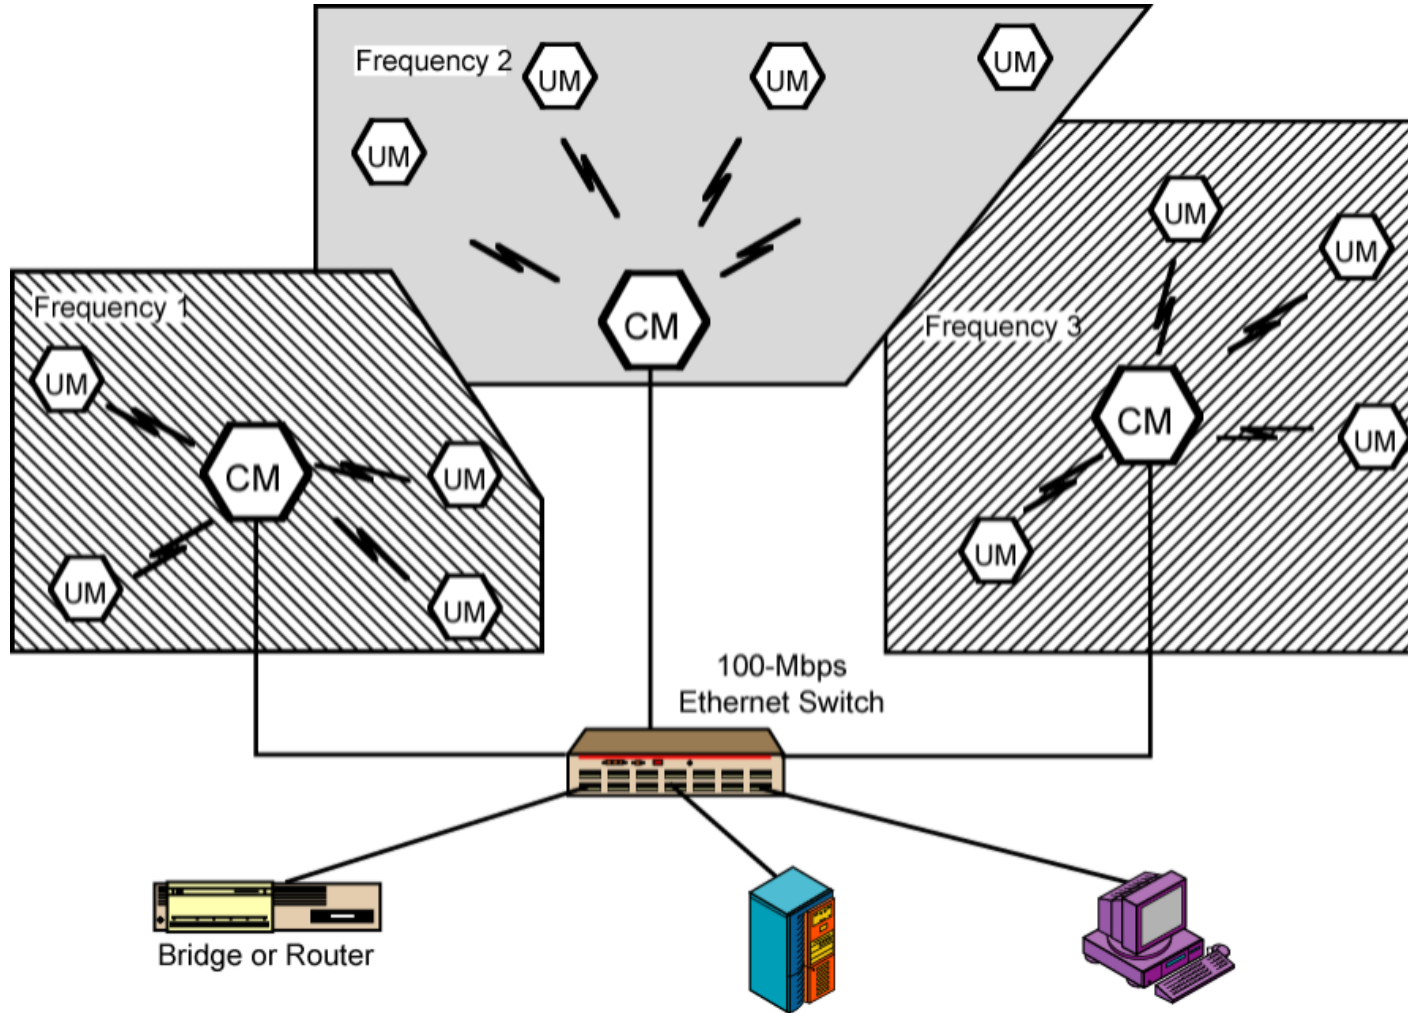 Frequency 2
UM
UM
UM
UM
CM
Frequency 1
UM
CM
UM
UM
UM
Frequency 3
UM
UM
CM
UM
UM
100-Mbps
Ethernet Switch
Bridge or Router